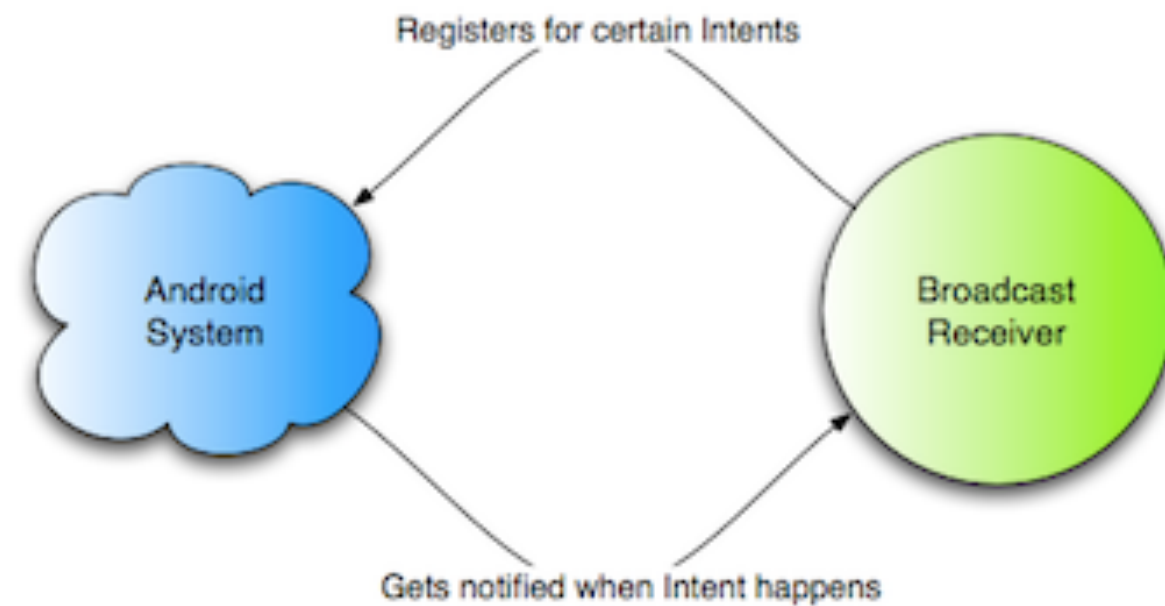 Registers for certain Intents
Android
System
Broadcast
Receiver
Gets notified when Intent happens